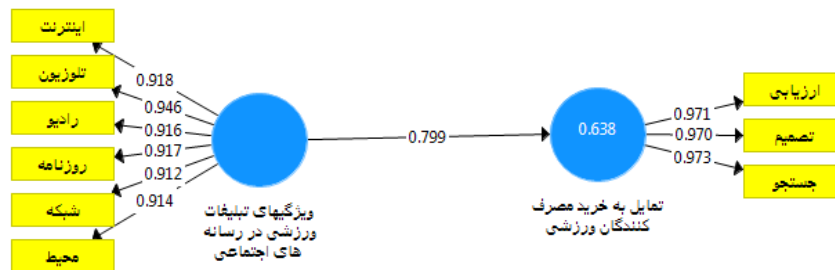 اینترنت
تلوزیون
رادیو
روزنامه
شبکه
محیط
0.918
0.946
0.916
0.917
0.912
0.914
ویژگیهای تبلیغات
ورزشی در رسانه
های اجتماعی
0.799
0.638
تمایل به خرید مصرف
کنندگان ورزشی
0.971
0.970
0.973
ارزیابی
تصمیم
جستجو